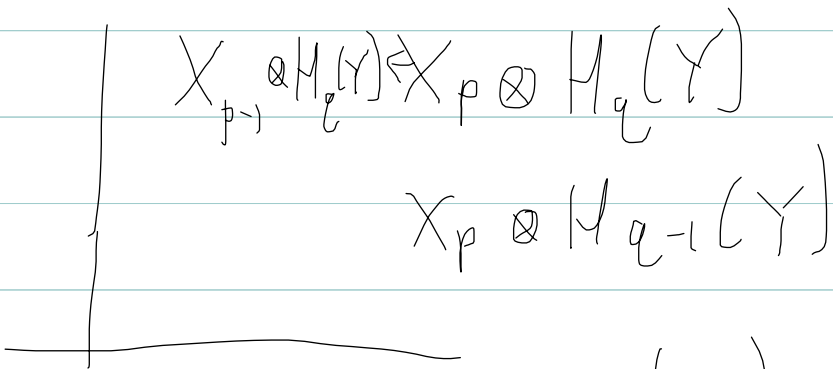 X_{p-1} ⊗ H_q(Y) ← X_p ⊗ H_q(Y)
X_p ⊗ H_{q-1}(Y)